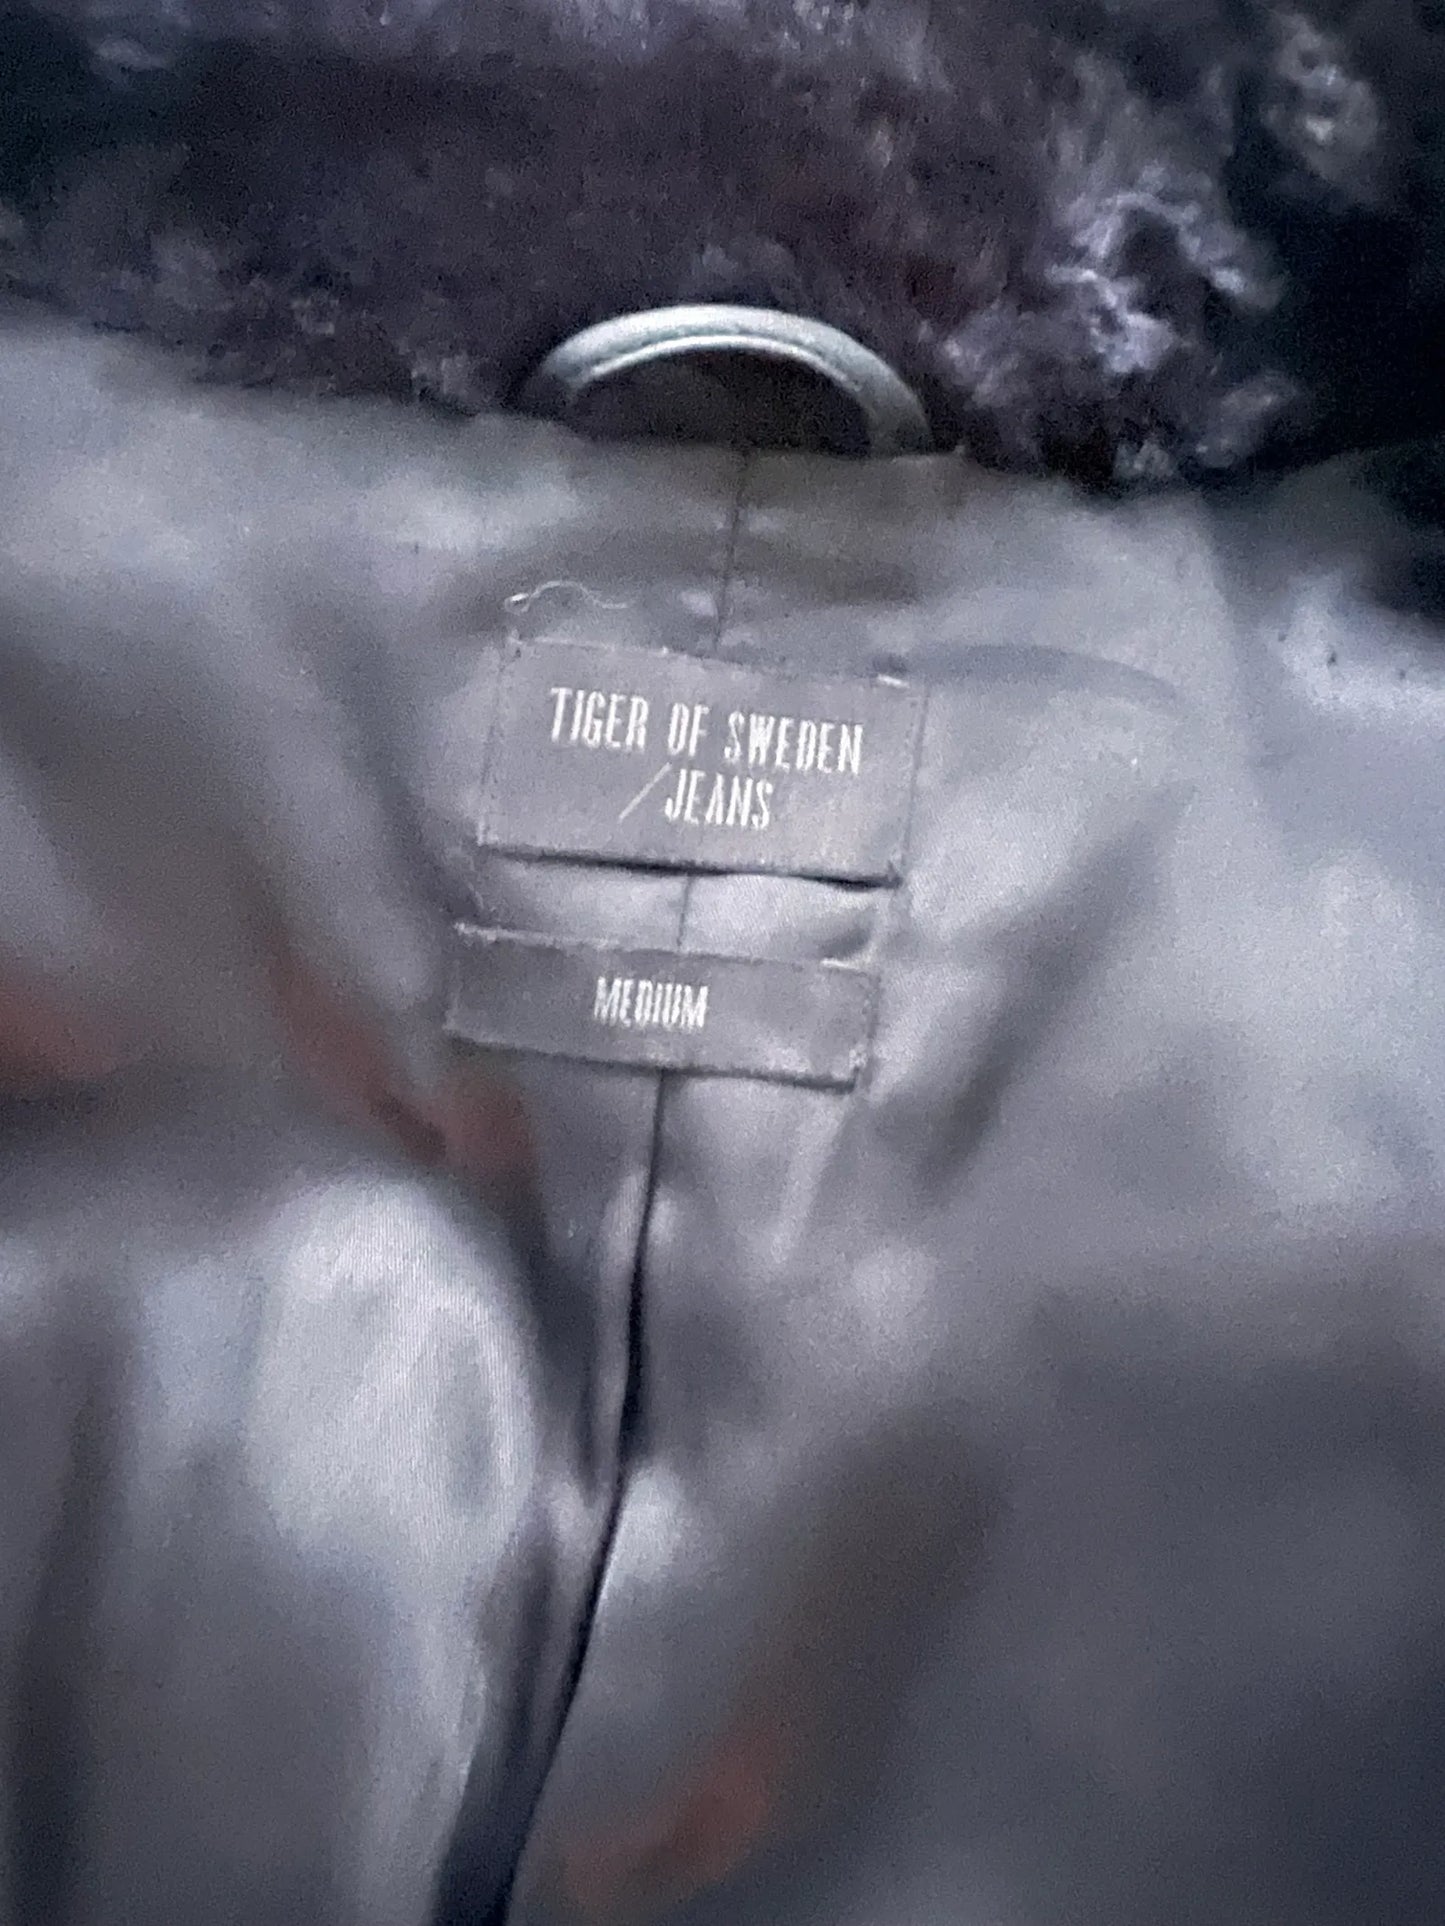 TIGER OF SWEDEN
/JEANS
MEDIUM